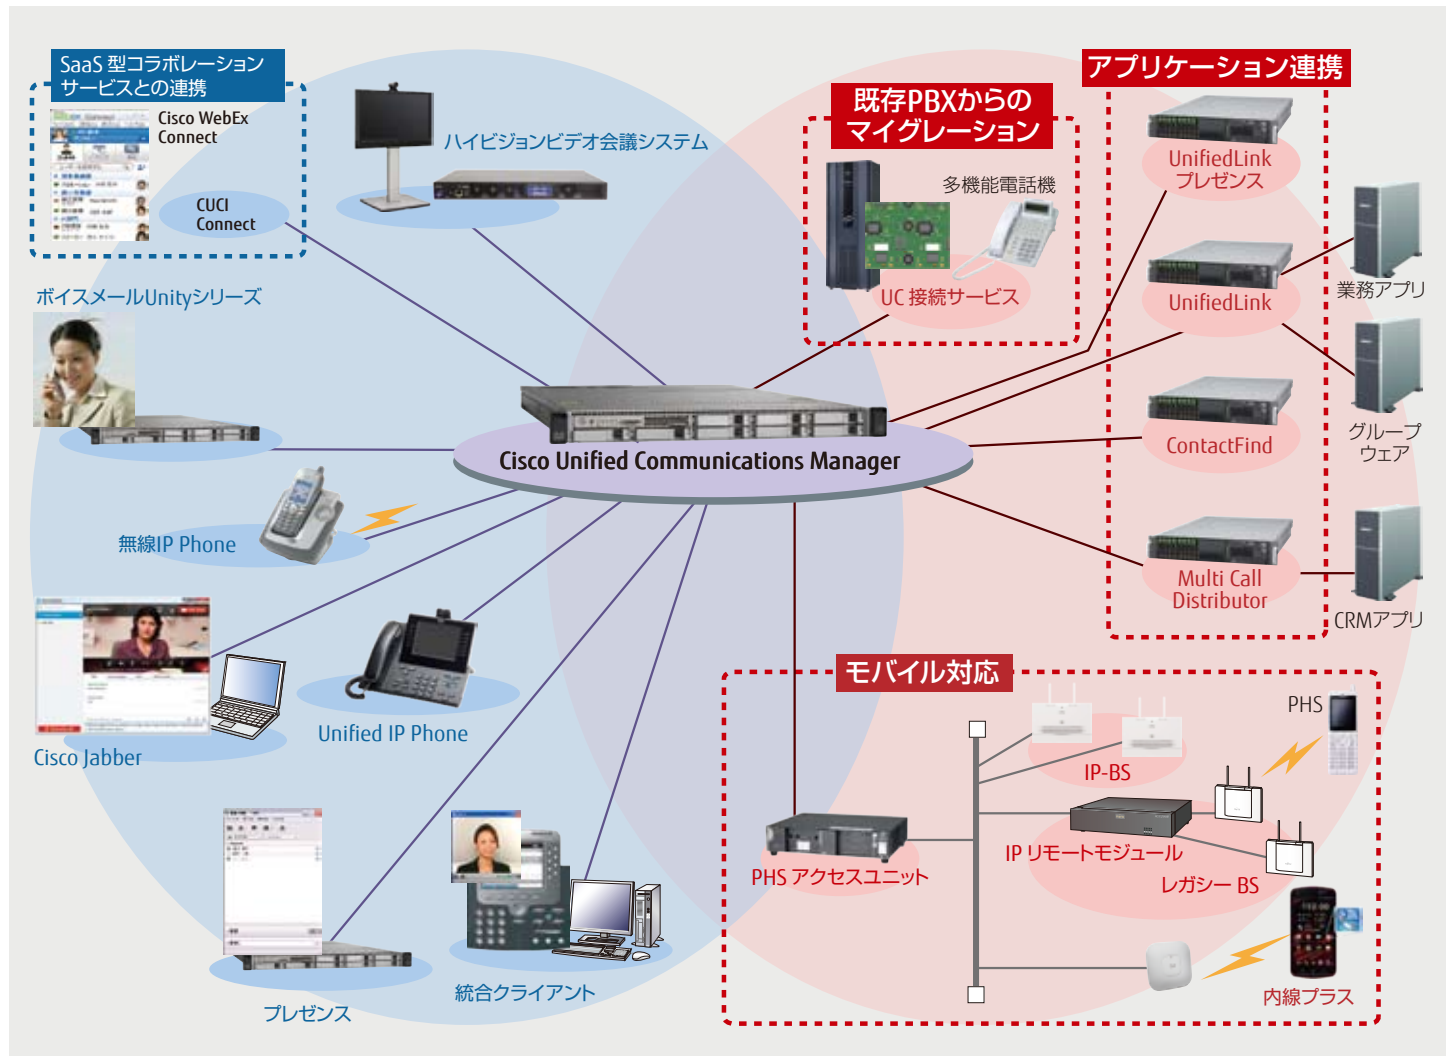 SaaS 型コラボレーション
サービスとの連携
Cisco WebEx
Connect
CUCI
Connect
ハイビジョンビデオ会議システム
既存PBXからの
マイグレーション
多機能電話機
UC 接続サービス
アプリケーション連携
UnifiedLink
プレゼンス
UnifiedLink
業務アプリ
ContactFind
グループ
ウェア
Multi Call
Distributor
CRMアプリ
ボイスメールUnityシリーズ
Cisco Unified Communications Manager
無線IP Phone
Cisco Jabber
Unified IP Phone
プレゼンス
統合クライアント
モバイル対応
PHS
IP-BS
IP リモートモジュール
レガシー BS
PHS アクセスユニット
内線プラス